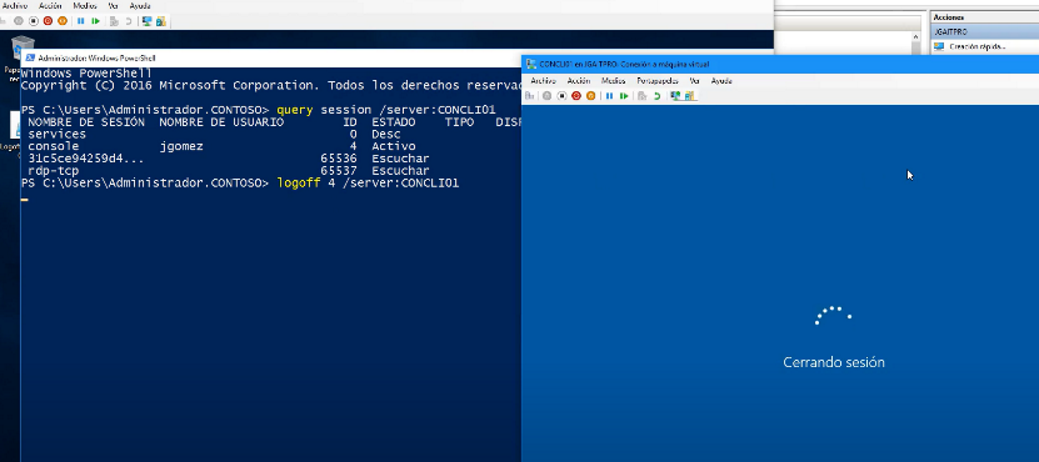 Archivo Acción Medios Ver Ayuda
Acciones
JGAITPRO
Creación rápida...
Administrador: Windows PowerShell
Windows PowerShell
Copyright (C) 2016 Microsoft Corporation. Todos los derechos reservad
PS C:\Users\Administrador.CONTOSO> query session /server:CONCLI01
NOMBRE DE SESIÓN NOMBRE DE USUARIO ID ESTADO TIPO DISP
services 0 Desc
console jgomez 4 Activo
31c5ce94259d4... 65536 Escuchar
rdp-tcp 65537 Escuchar
PS C:\Users\Administrador.CONTOSO> logoff 4 /server:CONCLI01
CONCLI01 en JGAITPRO: Conexión a máquina virtual
Archivo Acción Medios Portapapeles Ver Ayuda
Cerrando sesión